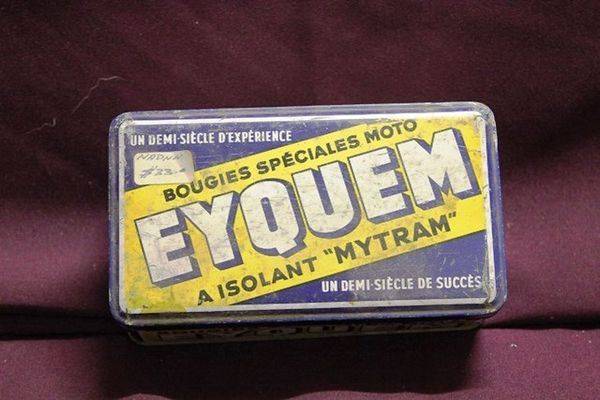 UN DEMI-SIÈCLE D'EXPÉRIENCE
BOUGIES SPÉCIALES MOTO
EYQUEM
A ISOLANT "MYTRAM"
UN DEMI-SIÈCLE DE SUCCÈS